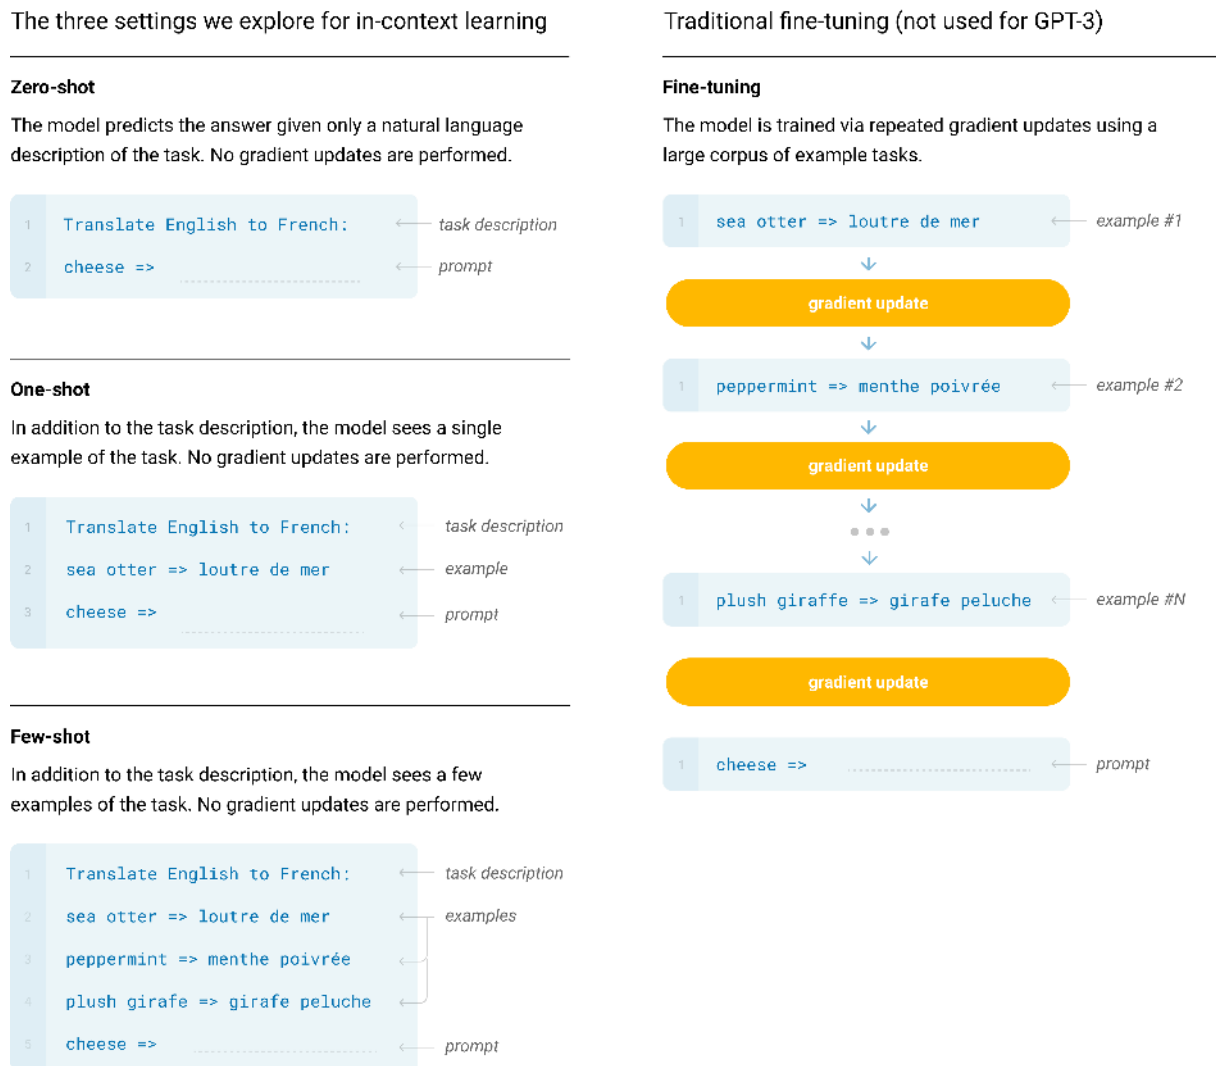 The three settings we explore for in-context learning
Zero-shot
The model predicts the answer given only a natural language
description of the task. No gradient updates are performed.
1 Translate English to French: task description
2 cheese => prompt
One-shot
In addition to the task description, the model sees a single
example of the task. No gradient updates are performed.
1 Translate English to French: task description
2 sea otter => loutre de mer example
3 cheese => prompt
Few-shot
In addition to the task description, the model sees a few
examples of the task. No gradient updates are performed.
1 Translate English to French: task description
2 sea otter => loutre de mer examples
3 peppermint => menthe poivrée
4 plush girafe => girafe peluche
5 cheese => prompt
Traditional fine-tuning (not used for GPT-3)
Fine-tuning
The model is trained via repeated gradient updates using a
large corpus of example tasks.
1 sea otter => loutre de mer example #1
gradient update
1 peppermint => menthe poivrée example #2
gradient update
1 plush giraffe => girafe peluche example #N
gradient update
1 cheese => prompt